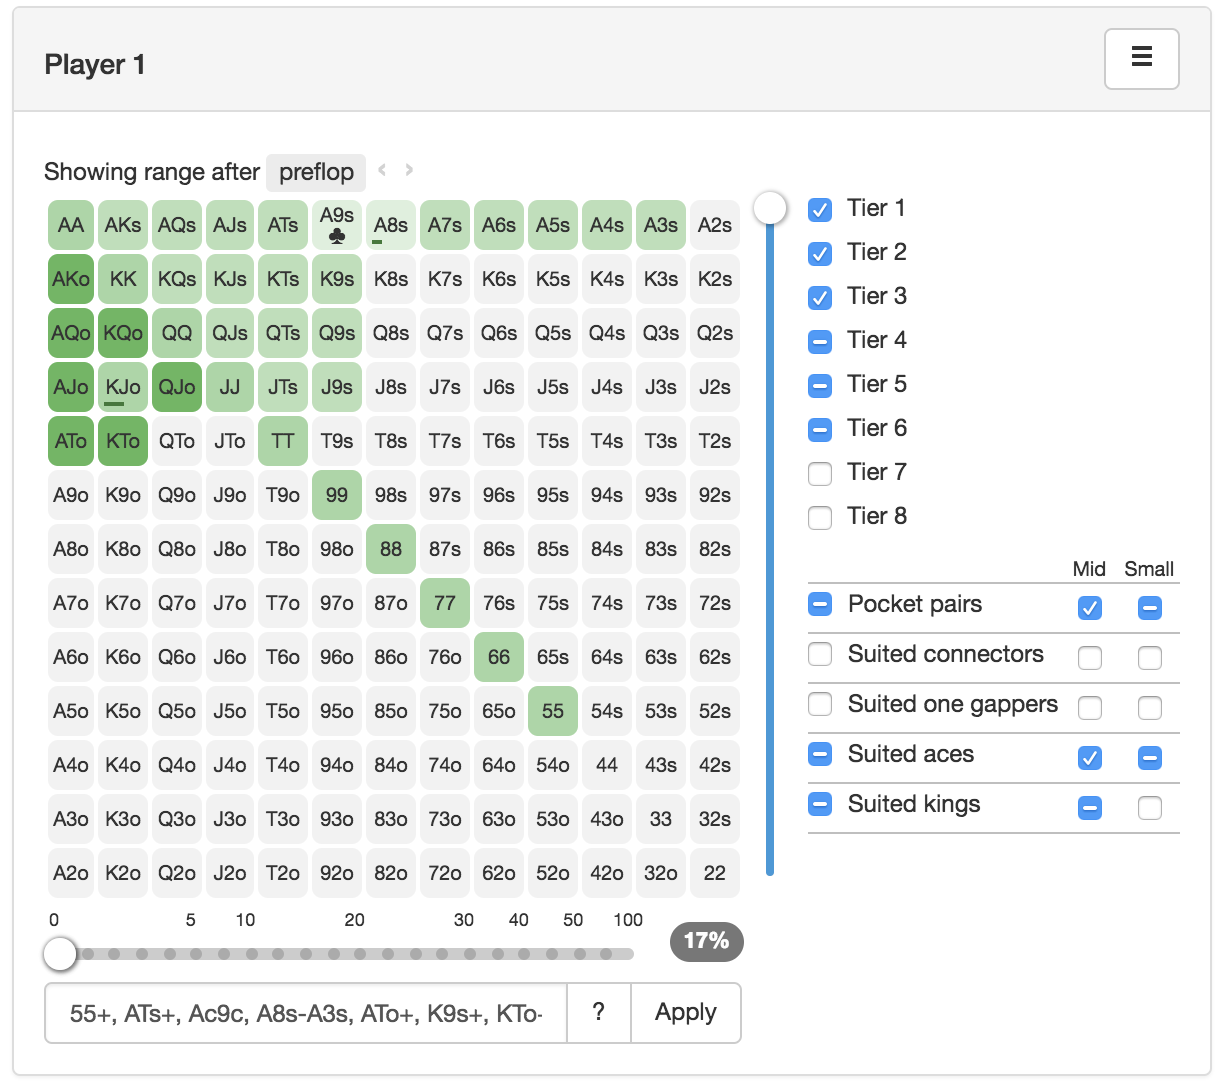 Player 1
Showing range after preflop
AA AKs AQs AJs ATs A9s A8s A7s A6s A5s A4s A3s A2s
AKo KK KQs KJs KTs K9s K8s K7s K6s K5s K4s K3s K2s
AQo KQo QQ QJs QTs Q9s Q8s Q7s Q6s Q5s Q4s Q3s Q2s
AJo KJo QJo JJ JTs J9s J8s J7s J6s J5s J4s J3s J2s
ATo KTo QTo JTo TT T9s T8s T7s T6s T5s T4s T3s T2s
A9o K9o Q9o J9o T9o 99 98s 97s 96s 95s 94s 93s 92s
A8o K8o Q8o J8o T8o 98o 88 87s 86s 85s 84s 83s 82s
A7o K7o Q7o J7o T7o 97o 87o 77 76s 75s 74s 73s 72s
A6o K6o Q6o J6o T6o 96o 86o 76o 66 65s 64s 63s 62s
A5o K5o Q5o J5o T5o 95o 85o 75o 65o 55 54s 53s 52s
A4o K4o Q4o J4o T4o 94o 84o 74o 64o 54o 44 43s 42s
A3o K3o Q3o J3o T3o 93o 83o 73o 63o 53o 43o 33 32s
A2o K2o Q2o J2o T2o 92o 82o 72o 62o 52o 42o 32o 22
0 5 10 20 30 40 50 100
17%
55+, ATs+, Ac9c, A8s-A3s, ATo+, K9s+, KTo-
?
Apply
Tier 1
Tier 2
Tier 3
Tier 4
Tier 5
Tier 6
Tier 7
Tier 8
Mid Small
Pocket pairs
Suited connectors
Suited one gappers
Suited aces
Suited kings